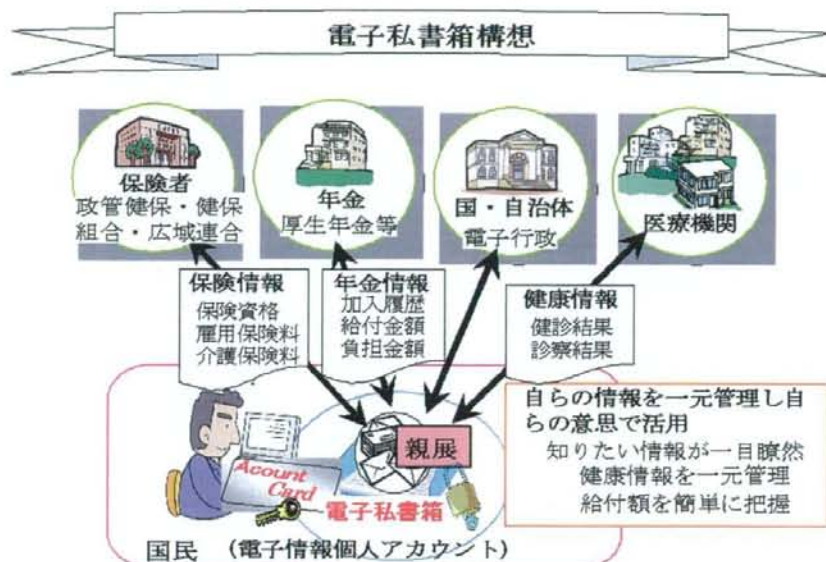 電子私書箱構想
保険者
政管健保・健保
組合・広域連合
年金
厚生年金等
国・自治体
電子行政
医療機関
保険情報
保険資格
雇用保険料
介護保険料
年金情報
加入履歴
給付金額
負担金額
健康情報
健診結果
診察結果
自らの情報を一元管理し自
らの意思で活用
知りたい情報が一目瞭然
健康情報を一元管理
給付額を簡単に把握
親展
Acount
Card
電子私書箱
国民 (電子情報個人アカウント)